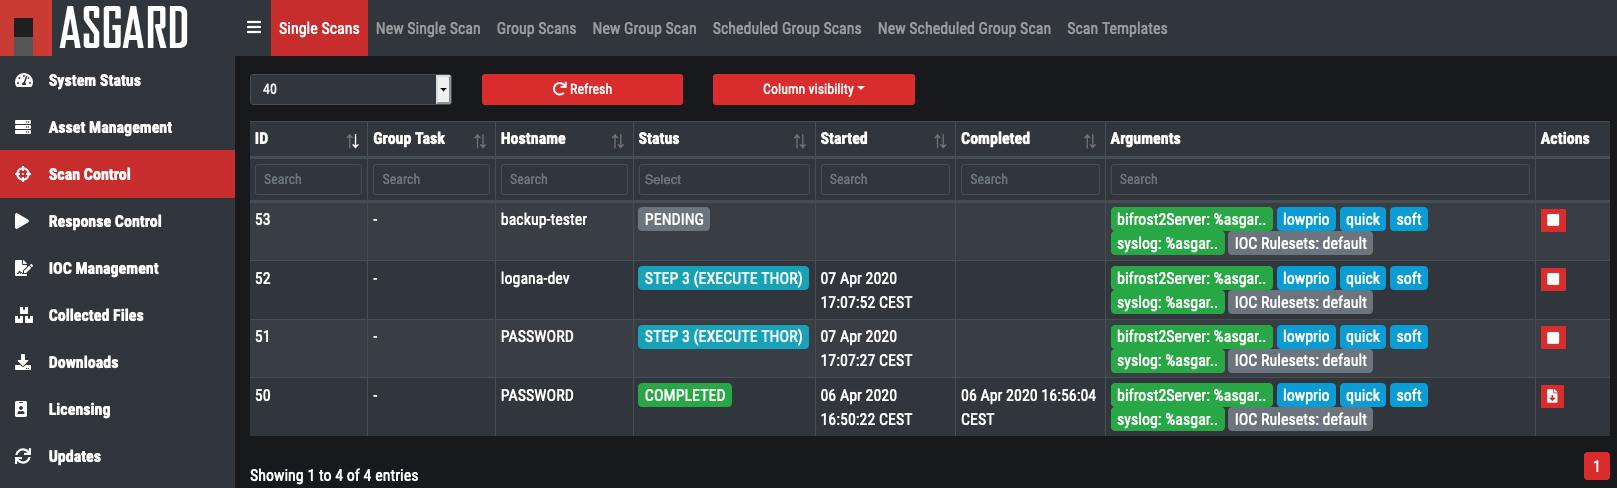 ASGARD
Single Scans New Single Scan Group Scans New Group Scan Scheduled Group Scans New Scheduled Group Scan Scan Templates
System Status
Asset Management
Scan Control
Response Control
IOC Management
Collected Files
Downloads
Licensing
Updates
40 Refresh Column visibility
ID Group Task Hostname Status Started Completed Arguments Actions
Search Search Search Select Search Search Search
53 - backup-tester PENDING bifrost2Server: %asgar.. lowprio quick soft
syslog: %asgar.. IOC Rulesets: default
52 - logana-dev STEP 3 (EXECUTE THOR) 07 Apr 2020 bifrost2Server: %asgar.. lowprio quick soft
17:07:52 CEST syslog: %asgar.. IOC Rulesets: default
51 - PASSWORD STEP 3 (EXECUTE THOR) 07 Apr 2020 bifrost2Server: %asgar.. lowprio quick soft
17:07:27 CEST syslog: %asgar.. IOC Rulesets: default
50 - PASSWORD COMPLETED 06 Apr 2020 06 Apr 2020 16:56:04 bifrost2Server: %asgar.. lowprio quick soft
16:50:22 CEST CEST syslog: %asgar.. IOC Rulesets: default
Showing 1 to 4 of 4 entries 1